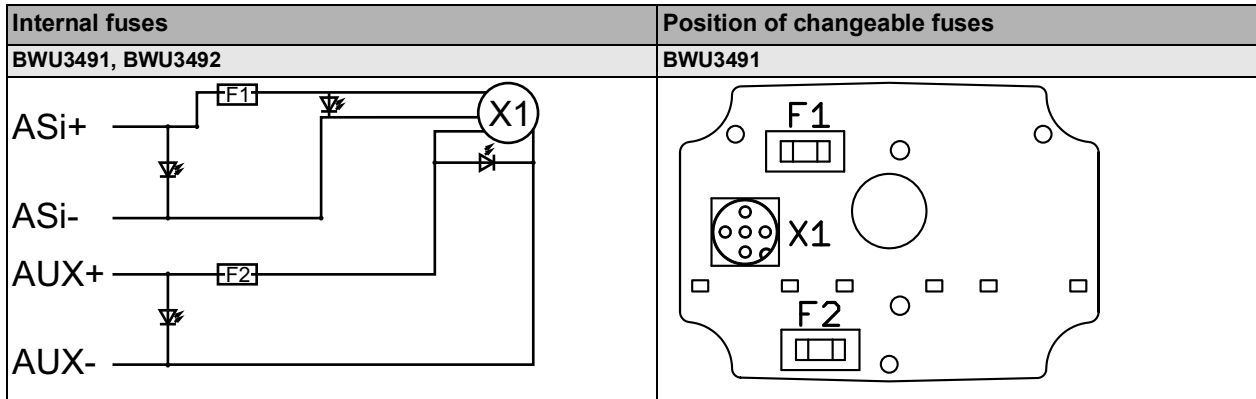 Internal fuses
Position of changeable fuses
BWU3491, BWU3492
BWU3491
F1
X1
ASi+
ASi-
AUX+
F2
AUX-
F1
X1
F2